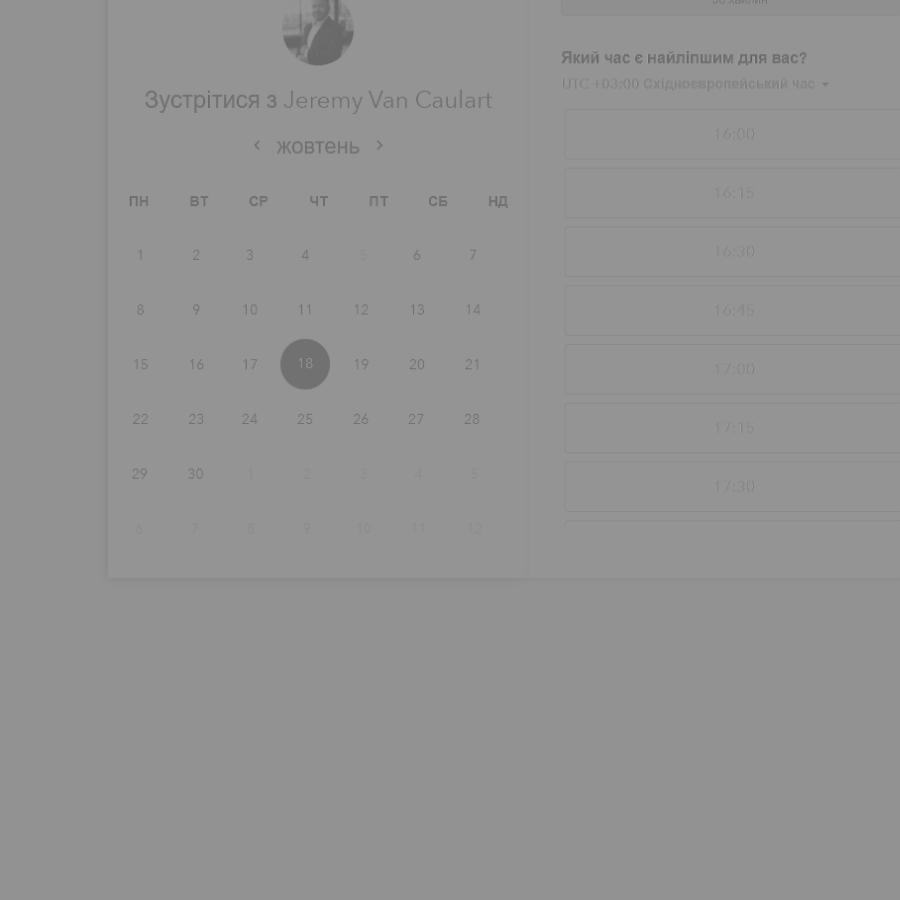 Зустрітися з Jeremy Van Caulart
жовтень
ПН ВТ СР ЧТ ПТ СБ НД
1 2 3 4 5 6 7
8 9 10 11 12 13 14
15 16 17 18 19 20 21
22 23 24 25 26 27 28
29 30 1 2 3 4 5
6 7 8 9 10 11 12
Який час є найліпшим для вас?
UTC +03:00 Східноєвропейський час
16:00
16:15
16:30
16:45
17:00
17:15
17:30